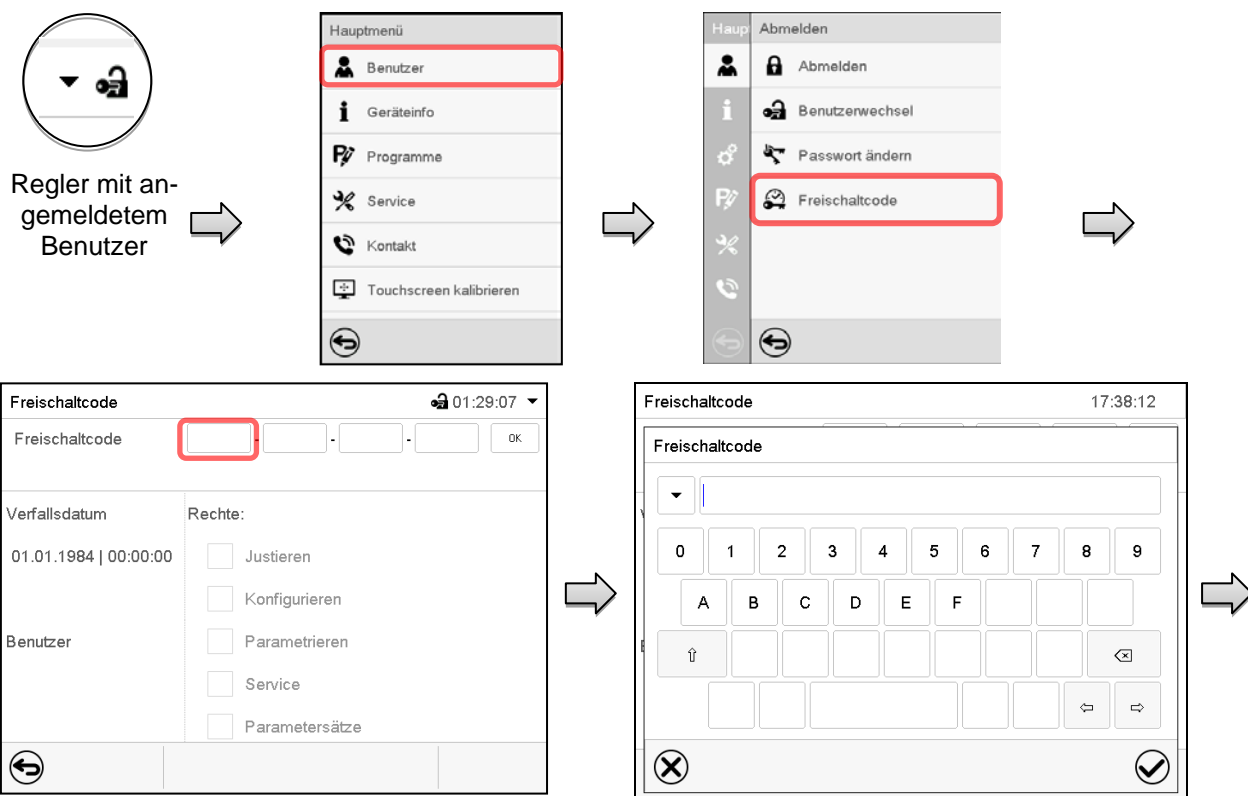 Regler mit an-
gemeldetem
Benutzer
Hauptmenü
Benutzer
Geräteinfo
Programme
Service
Kontakt
Touchscreen kalibrieren
Haup
Abmelden
Abmelden
Benutzerwechsel
Passwort ändern
Freischaltcode
Freischaltcode 01:29:07
Freischaltcode - - - OK
Verfallsdatum Rechte:
01.01.1984 | 00:00:00 Justieren
Konfigurieren
Benutzer Parametrieren
Service
Parametersätze
Freischaltcode 17:38:12
Freischaltcode
0 1 2 3 4 5 6 7 8 9
A B C D E F